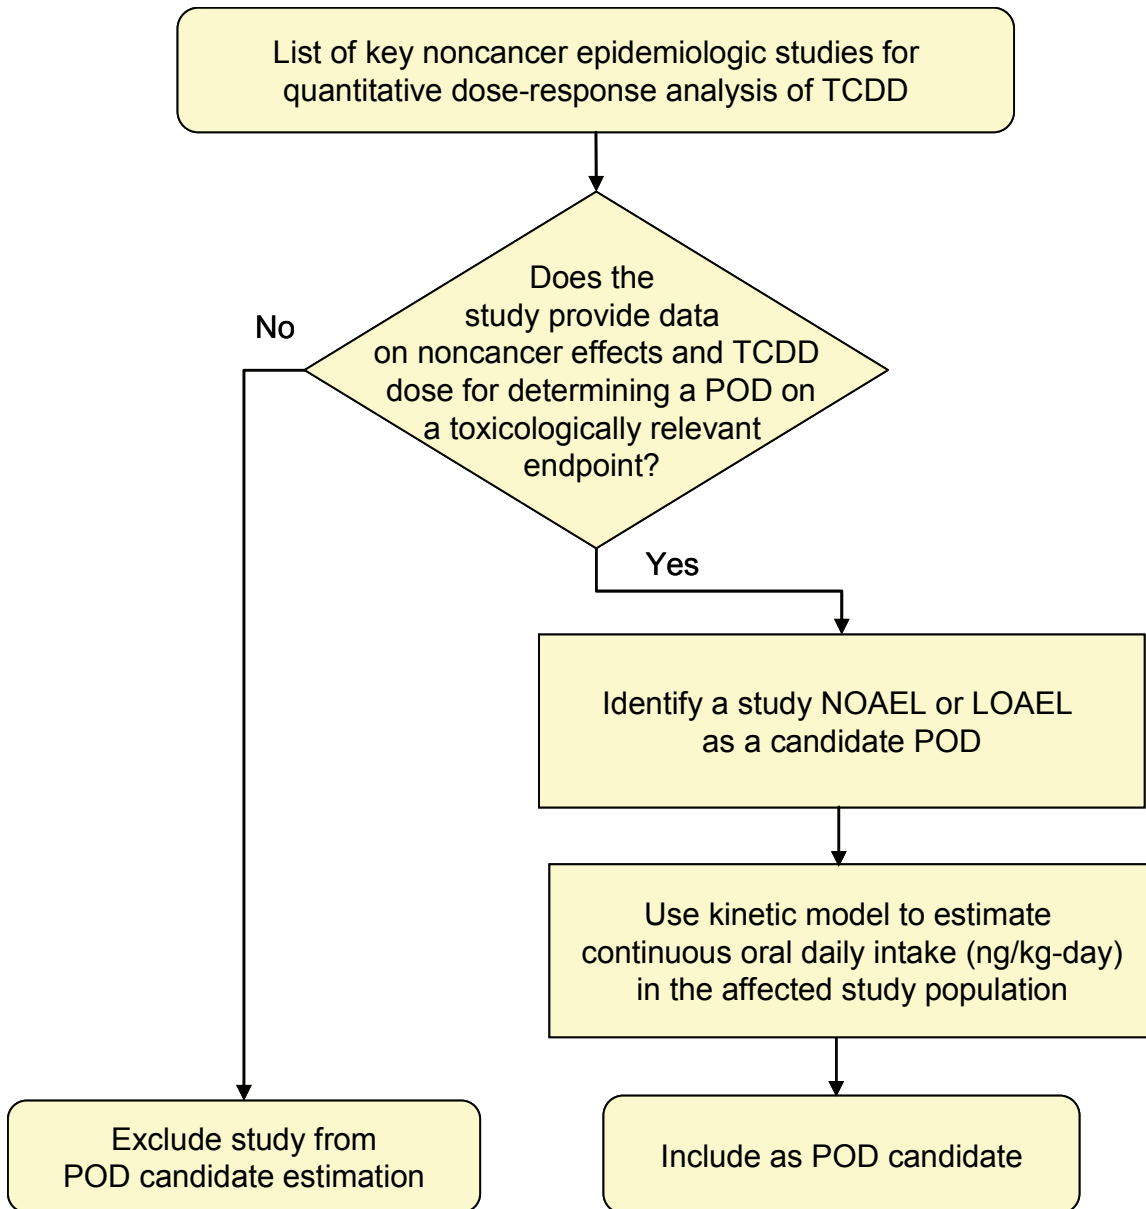 List of key noncancer epidemiologic studies for
quantitative dose-response analysis of TCDD
Does the
study provide data
on noncancer effects and TCDD
dose for determining a POD on
a toxicologically relevant
endpoint?
No
Yes
Identify a study NOAEL or LOAEL
as a candidate POD
Use kinetic model to estimate
continuous oral daily intake (ng/kg-day)
in the affected study population
Exclude study from
POD candidate estimation
Include as POD candidate